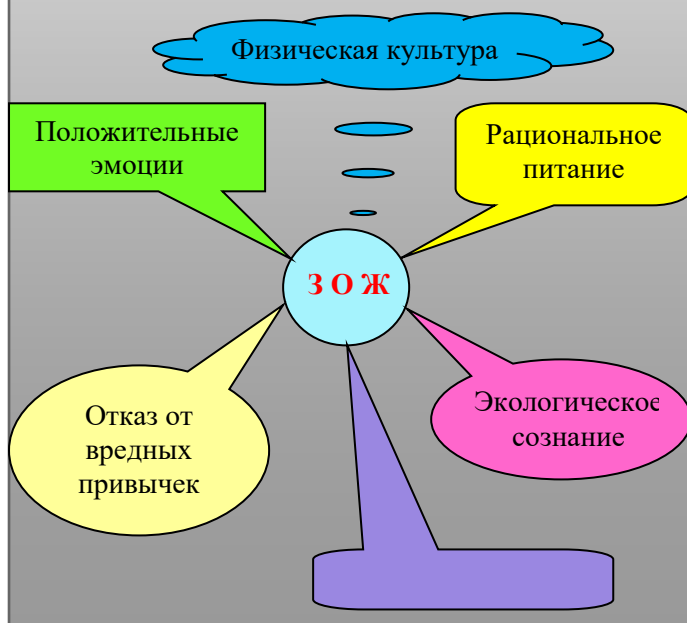 Физическая культура
Положительные
эмоции
Рациональное
питание
З О Ж
Отказ от
вредных
привычек
Экологическое
сознание